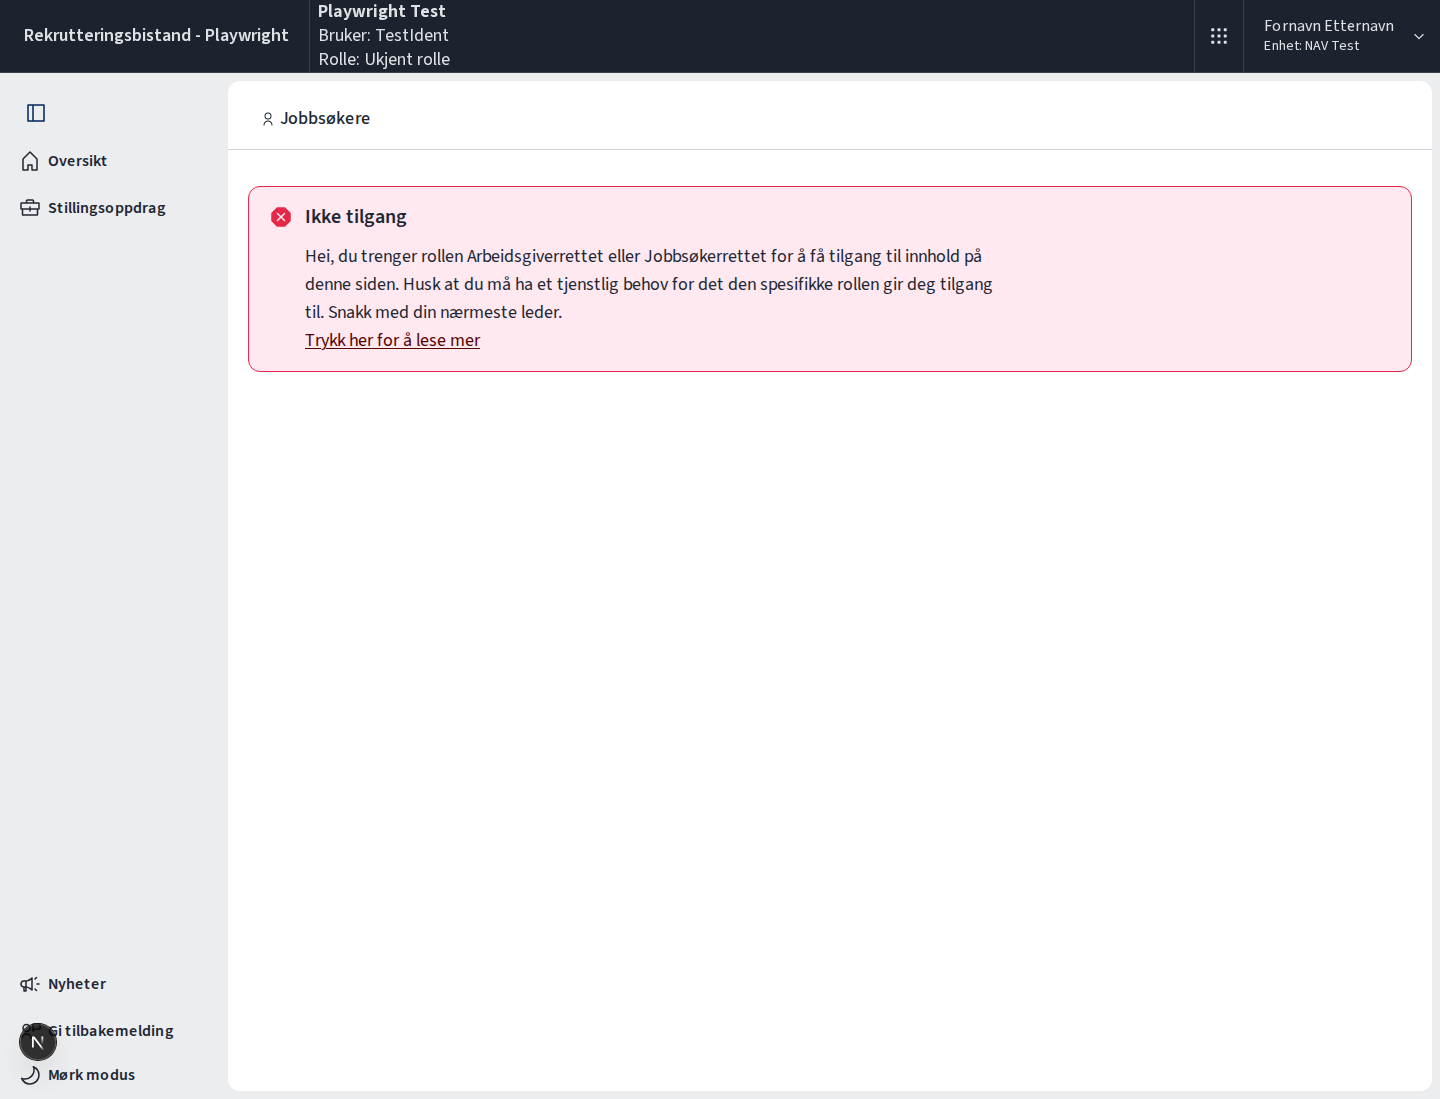 Rekrutteringsbistand - Playwright
Playwright Test
Bruker: TestIdent
Rolle: Ukjent rolle
Fornavn Etternavn
Enhet: NAV Test
Oversikt
Stillingsoppdrag
Jobbsøkere
Ikke tilgang
Hei, du trenger rollen Arbeidsgiverrettet eller Jobbsøkerrettet for å få tilgang til innhold på
denne siden. Husk at du må ha et tjenstlig behov for det den spesifikke rollen gir deg tilgang
til. Snakk med din nærmeste leder.
Trykk her for å lese mer
Nyheter
Gi tilbakemelding
N
Mørk modus